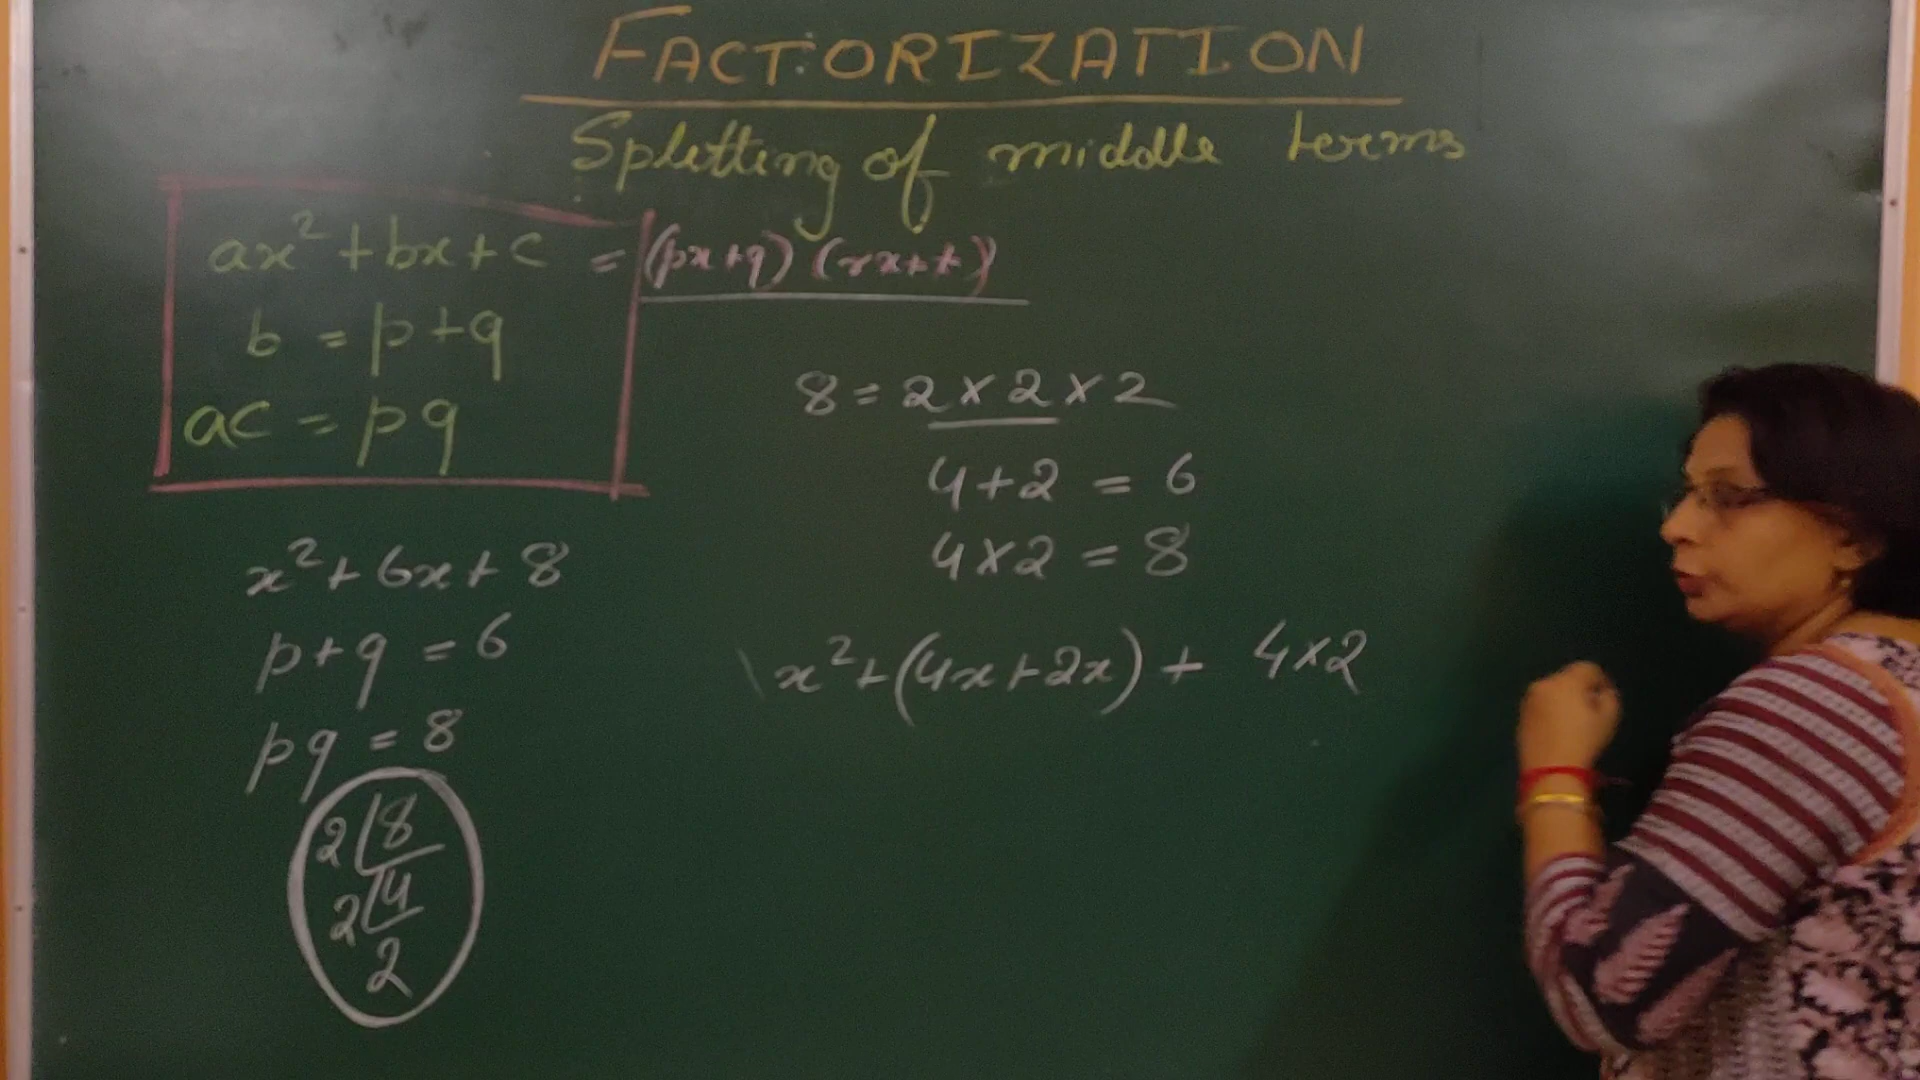 FACTORIZATION
Splitting of middle terms
ax² + bx + c = (px+q) (rx+t)
b = p+q
ac = pq
8 = 2 × 2 × 2
4+2 = 6
4×2 = 8
x² + 6x + 8
p+q = 6
pq = 8
x² + (4x+2x) + 4×2
2|8
2|4
2